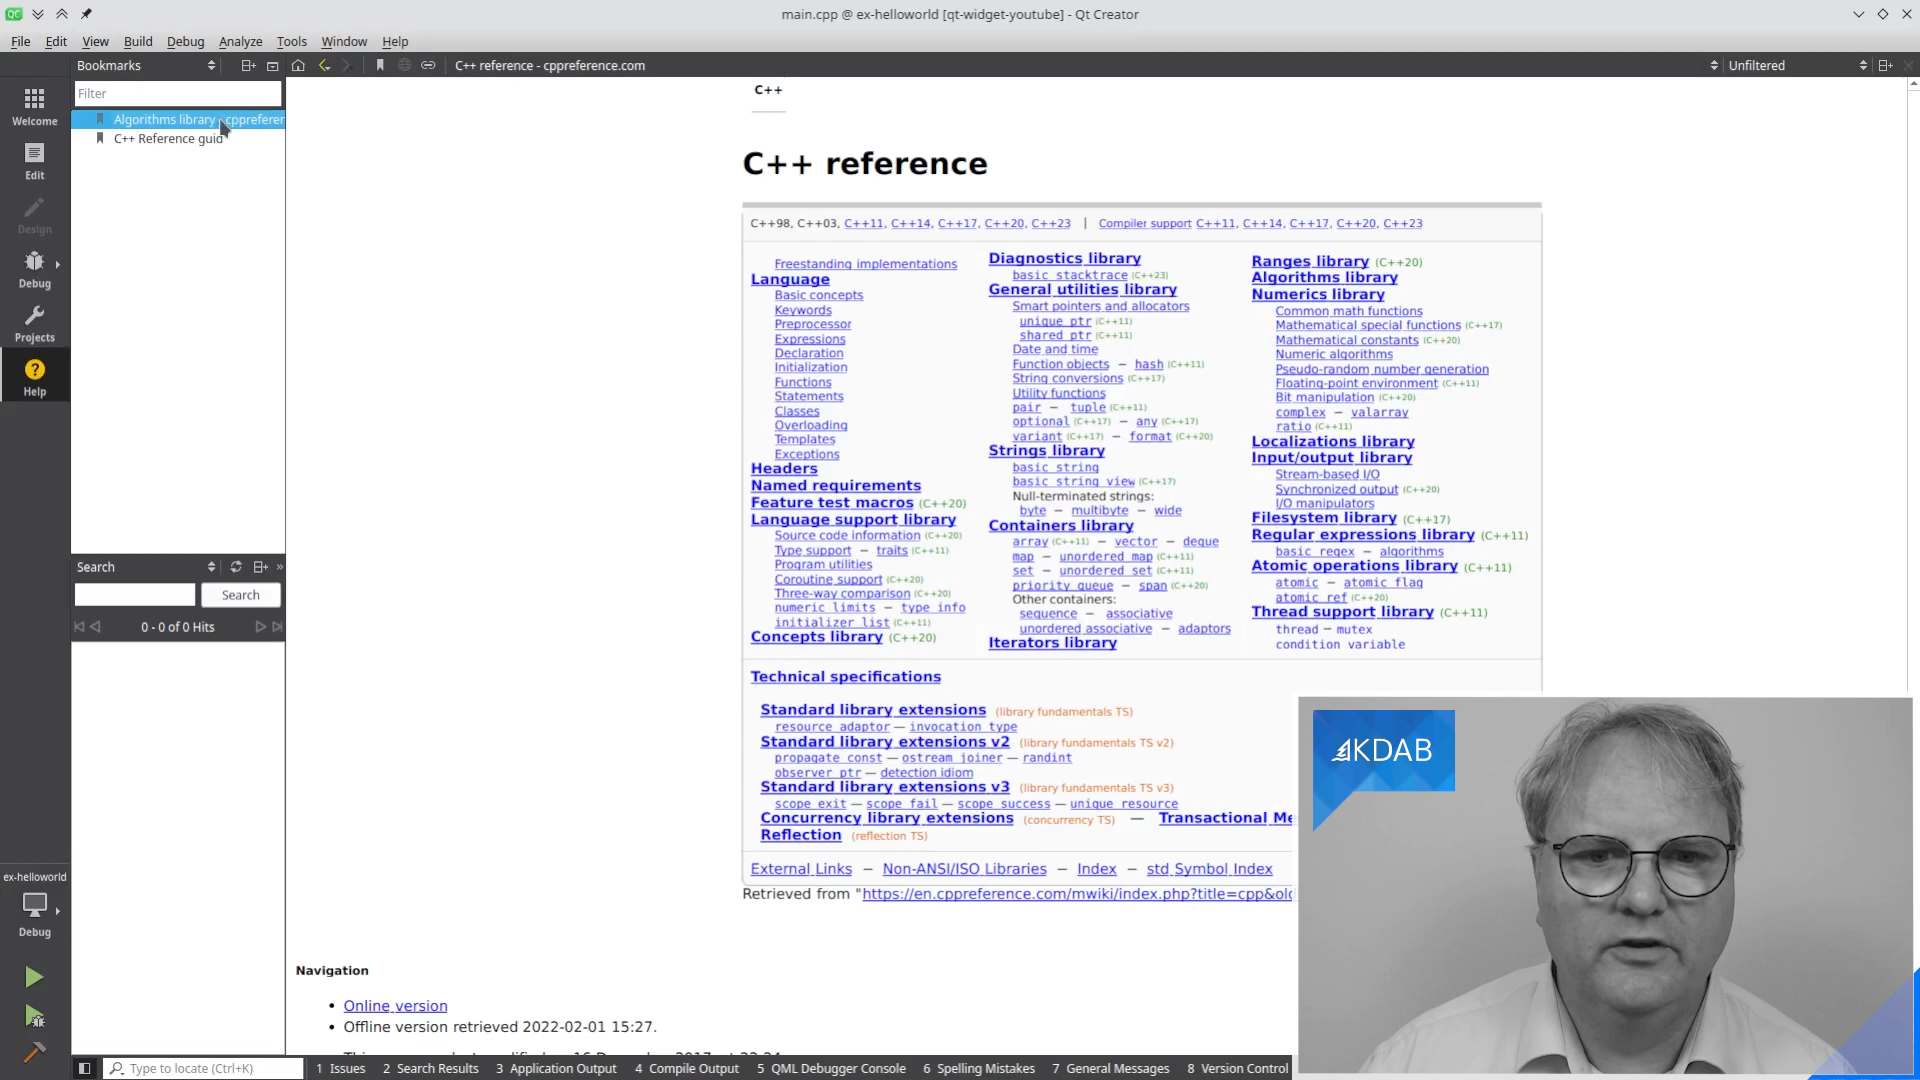 main.cpp @ ex-helloworld [qt-widget-youtube] - Qt Creator
File Edit View Build Debug Analyze Tools Window Help
Bookmarks
C++ reference - cppreference.com
Unfiltered
Filter
Algorithms library - cppreferer
C++ Reference guid
Welcome
Edit
Design
Debug
Projects
Help
C++
C++ reference
C++98, C++03, C++11, C++14, C++17, C++20, C++23 | Compiler support C++11, C++14, C++17, C++20, C++23
Freestanding implementations
Language
Basic concepts
Keywords
Preprocessor
Expressions
Declaration
Initialization
Functions
Statements
Classes
Overloading
Templates
Exceptions
Headers
Named requirements
Feature test macros (C++20)
Language support library
Source code information (C++20)
Type support – traits (C++11)
Program utilities
Coroutine support (C++20)
Three-way comparison (C++20)
numeric_limits – type_info
initializer_list (C++11)
Concepts library (C++20)
Diagnostics library
basic_stacktrace (C++23)
General utilities library
Smart pointers and allocators
unique_ptr (C++11)
shared_ptr (C++11)
Date and time
Function objects – hash (C++11)
String conversions (C++17)
Utility functions
pair – tuple (C++11)
optional (C++17) – any (C++17)
variant (C++17) – format (C++20)
Strings library
basic_string
basic_string_view (C++17)
Null-terminated strings:
byte – multibyte – wide
Containers library
array (C++11) – vector – deque
map – unordered_map (C++11)
set – unordered_set (C++11)
priority_queue – span (C++20)
Other containers:
sequence – associative
unordered associative – adaptors
Iterators library
Ranges library (C++20)
Algorithms library
Numerics library
Common math functions
Mathematical special functions (C++17)
Mathematical constants (C++20)
Numeric algorithms
Pseudo-random number generation
Floating-point environment (C++11)
Bit manipulation (C++20)
complex – valarray
ratio (C++11)
Localizations library
Input/output library
Stream-based I/O
Synchronized output (C++20)
I/O manipulators
Filesystem library (C++17)
Regular expressions library (C++11)
basic_regex – algorithms
Atomic operations library (C++11)
atomic – atomic_flag
atomic_ref (C++20)
Thread support library (C++11)
thread – mutex
condition_variable
Technical specifications
Standard library extensions (library fundamentals TS)
resource_adaptor — invocation_type
Standard library extensions v2 (library fundamentals TS v2)
propagate_const — ostream_joiner — randint
observer_ptr — detection idiom
Standard library extensions v3 (library fundamentals TS v3)
scope_exit — scope_fail — scope_success — unique_resource
Concurrency library extensions (concurrency TS) — Transactional Me
Reflection (reflection TS)
External Links – Non-ANSI/ISO Libraries – Index – std Symbol Index
Retrieved from "https://en.cppreference.com/mwiki/index.php?title=cpp&old
Search
Search
0 - 0 of 0 Hits
KDAB
ex-helloworld
Debug
Navigation
• Online version
• Offline version retrieved 2022-02-01 15:27.
Type to locate (Ctrl+K)
1 Issues 2 Search Results 3 Application Output 4 Compile Output 5 QML Debugger Console 6 Spelling Mistakes 7 General Messages 8 Version Control